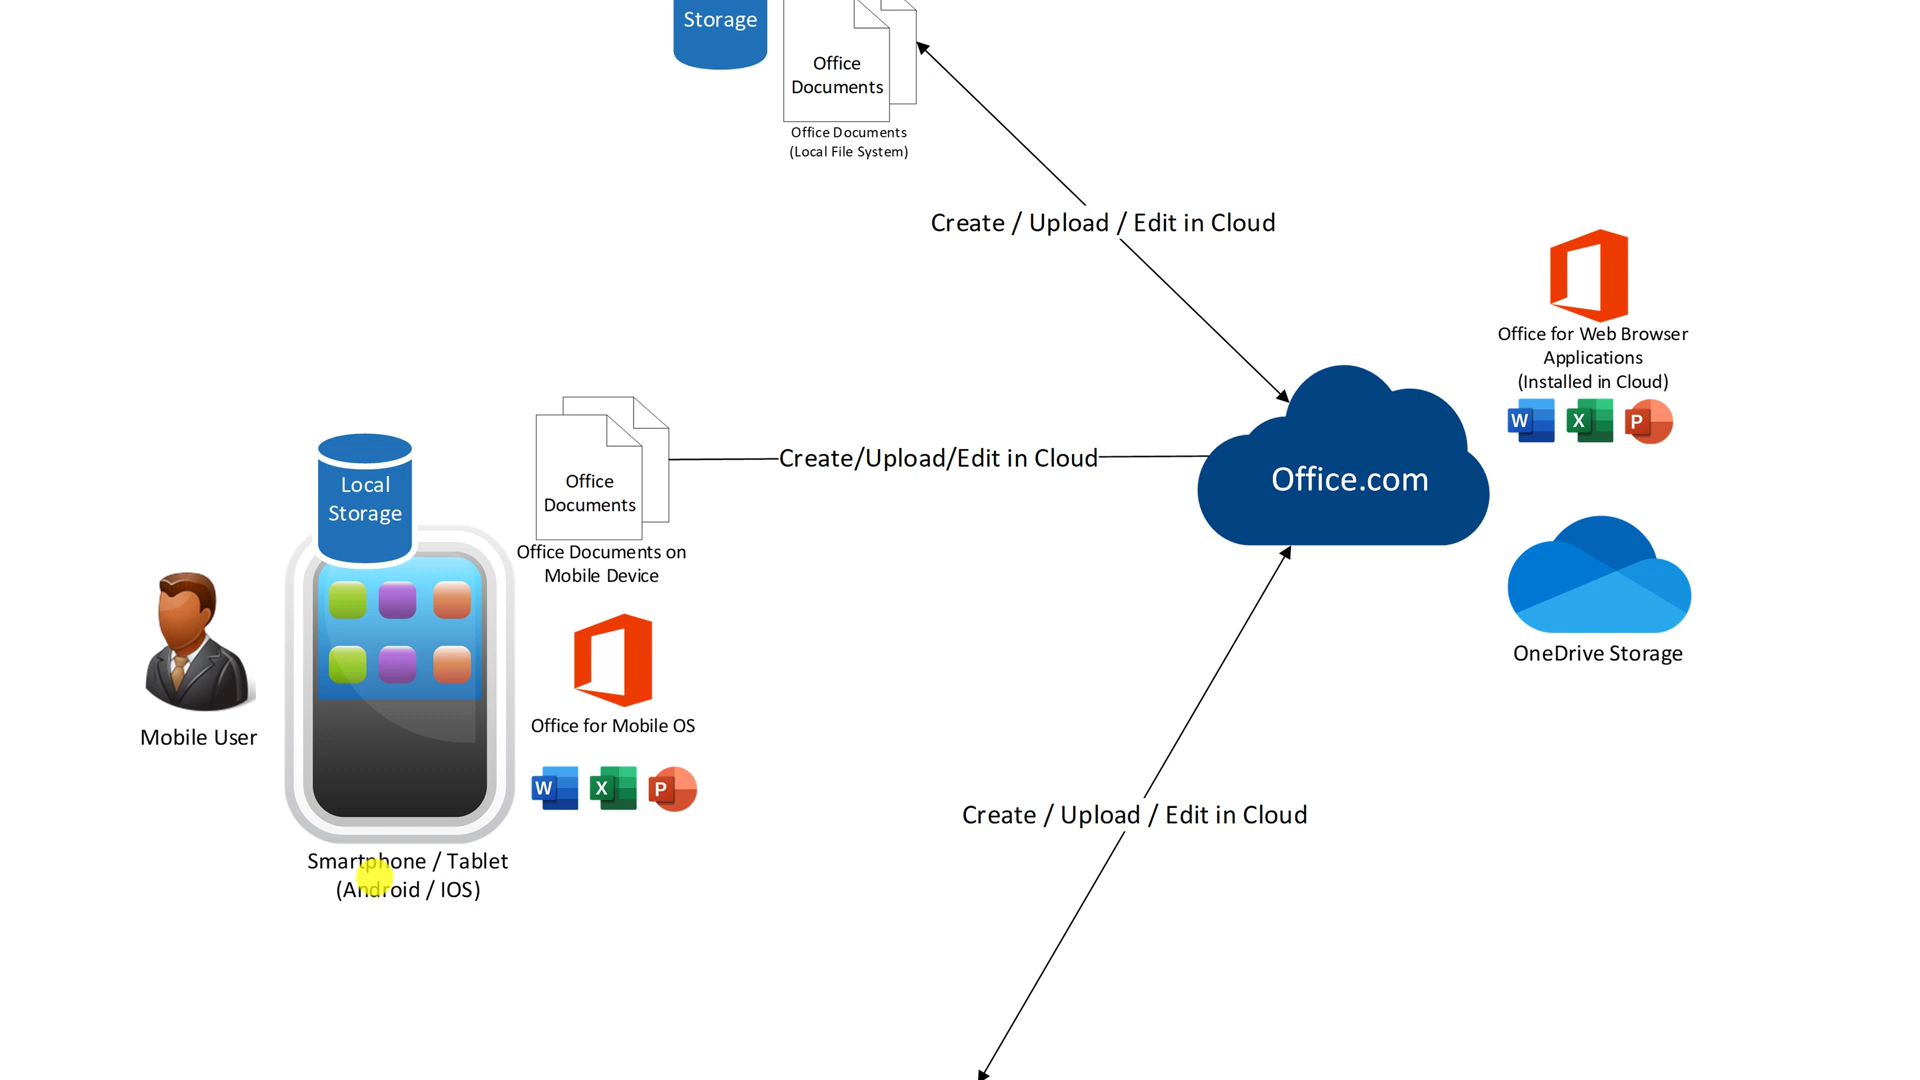 Storage
Office
Documents
Office Documents
(Local File System)
Create / Upload / Edit in Cloud
Office for Web Browser
Applications
(Installed in Cloud)
W X P
Office.com
OneDrive Storage
Create/Upload/Edit in Cloud
Office
Documents
Office Documents on
Mobile Device
Local
Storage
Mobile User
Office for Mobile OS
W X P
Smartphone / Tablet
(Android / IOS)
Create / Upload / Edit in Cloud